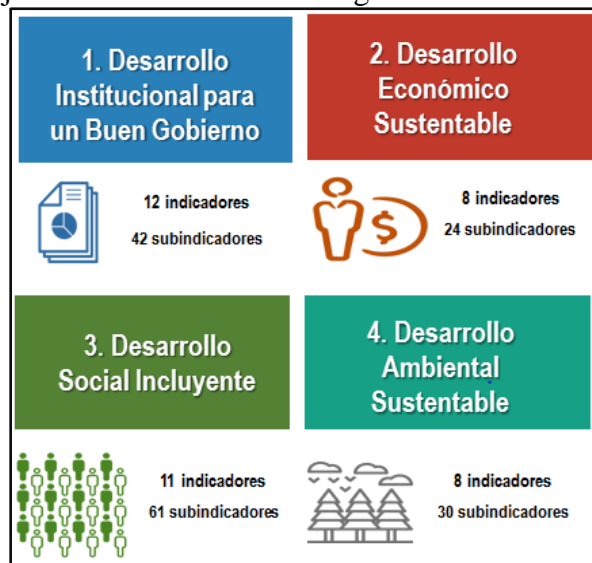 1. Desarrollo
Institucional para
un Buen Gobierno
2. Desarrollo
Económico
Sustentable
12 indicadores
42 subindicadores
$
8 indicadores
24 subindicadores
3. Desarrollo
Social Incluyente
4. Desarrollo
Ambiental
Sustentable
11 indicadores
61 subindicadores
8 indicadores
30 subindicadores